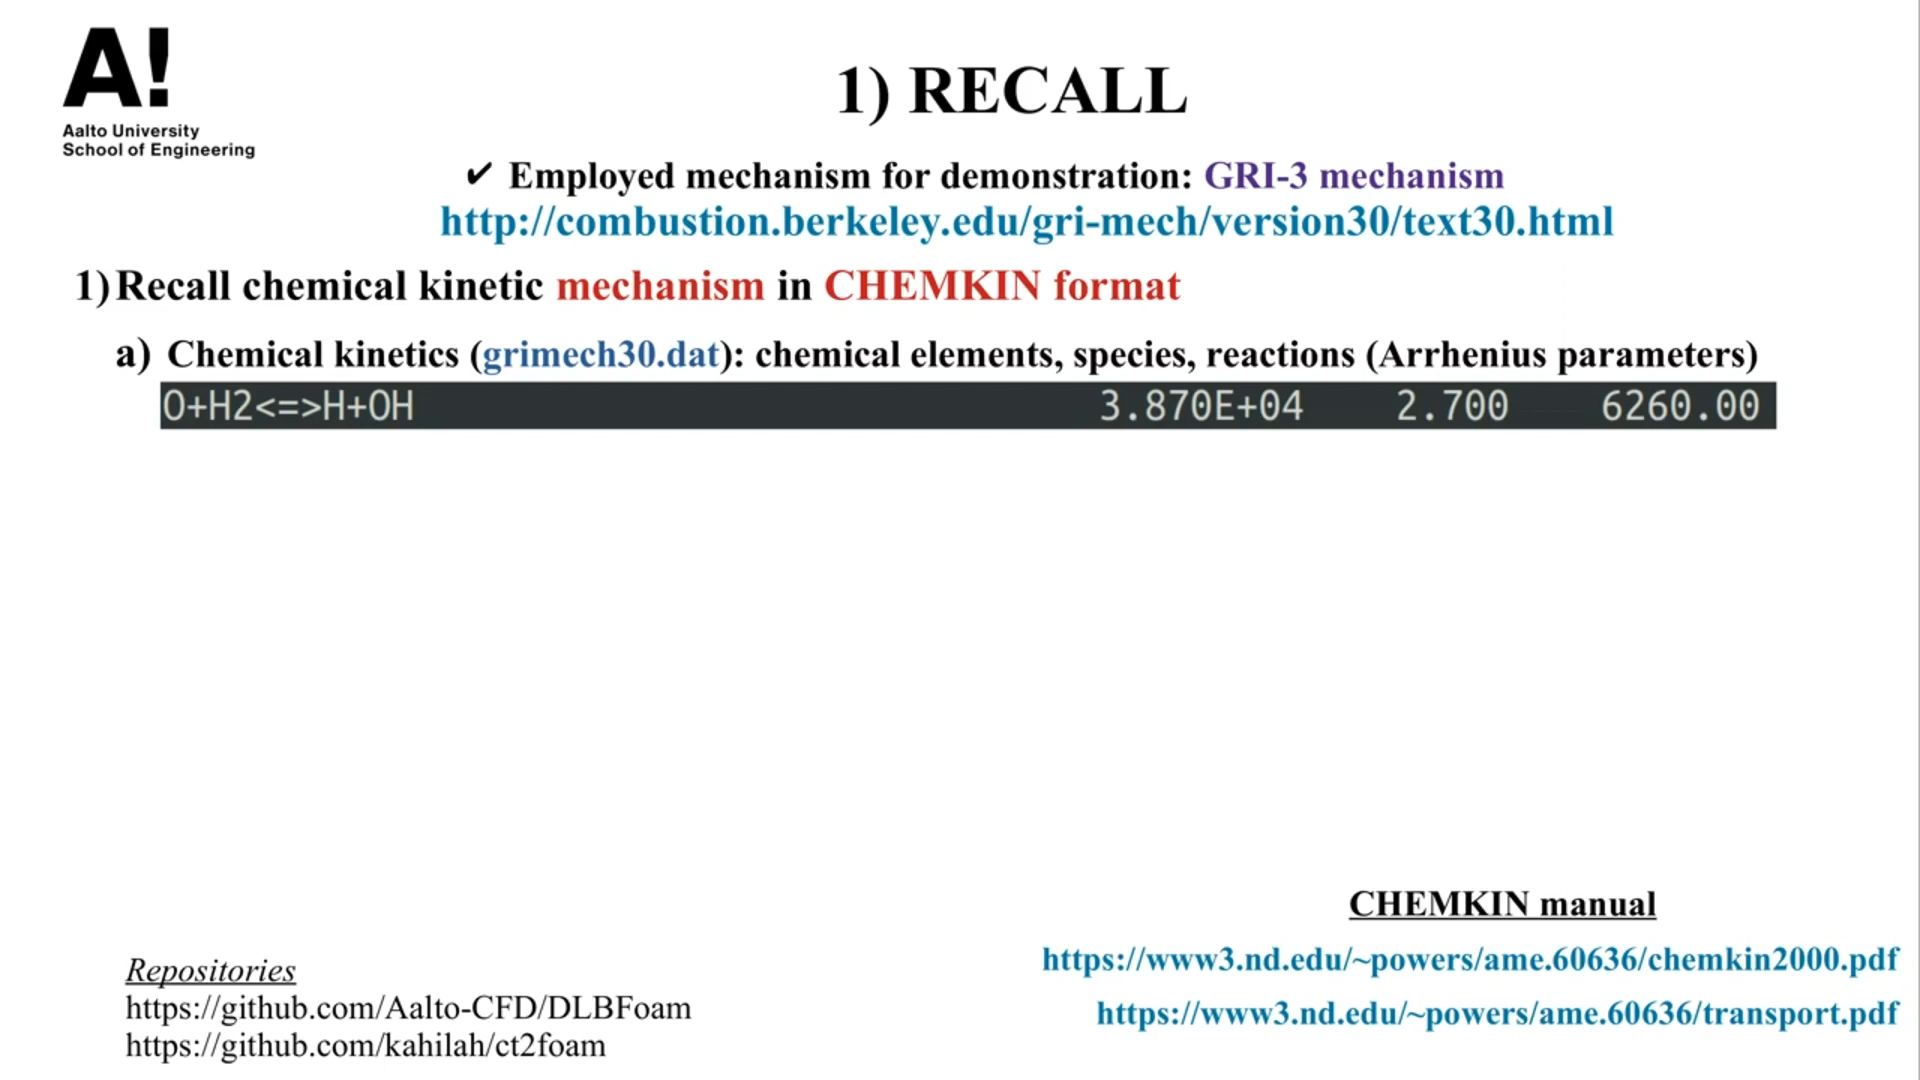 A!
Aalto University
School of Engineering
1) RECALL
✔ Employed mechanism for demonstration: GRI-3 mechanism
http://combustion.berkeley.edu/gri-mech/version30/text30.html
1) Recall chemical kinetic mechanism in CHEMKIN format
a) Chemical kinetics (grimech30.dat): chemical elements, species, reactions (Arrhenius parameters)
O+H2<=>H+OH 3.870E+04 2.700 6260.00
CHEMKIN manual
https://www3.nd.edu/~powers/ame.60636/chemkin2000.pdf
https://www3.nd.edu/~powers/ame.60636/transport.pdf
Repositories
https://github.com/Aalto-CFD/DLBFoam
https://github.com/kahilah/ct2foam